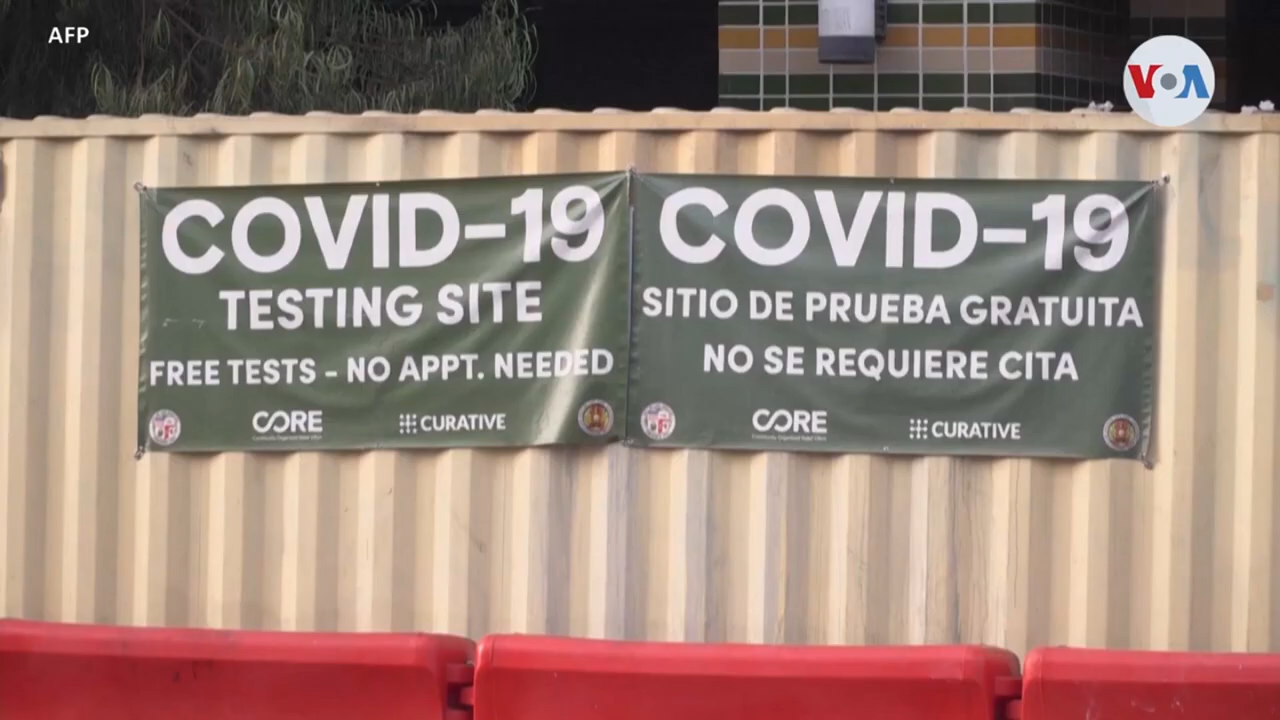 AFP
VOA
COVID-19
TESTING SITE
FREE TESTS - NO APPT. NEEDED
CORE
CURATIVE
COVID-19
SITIO DE PRUEBA GRATUITA
NO SE REQUIERE CITA
CORE
CURATIVE